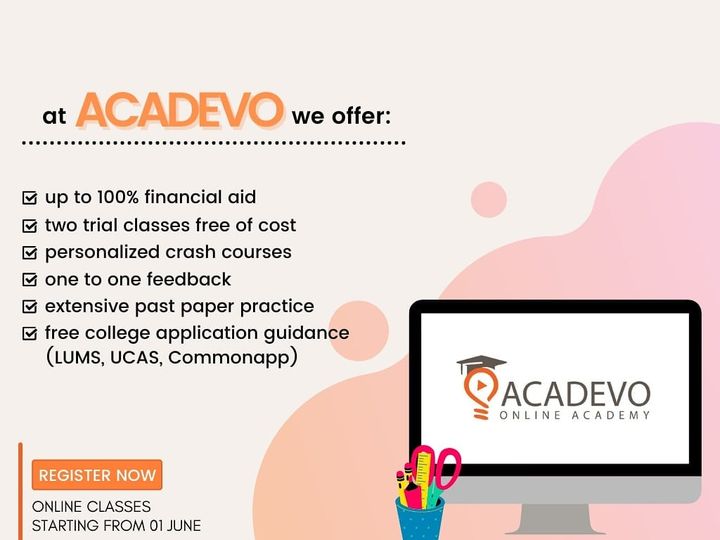 at ACADEVO we offer:
up to 100% financial aid
two trial classes free of cost
personalized crash courses
one to one feedback
extensive past paper practice
free college application guidance
(LUMS, UCAS, Commonapp)
ACADEVO
ONLINE ACADEMY
REGISTER NOW
ONLINE CLASSES
STARTING FROM 01 JUNE